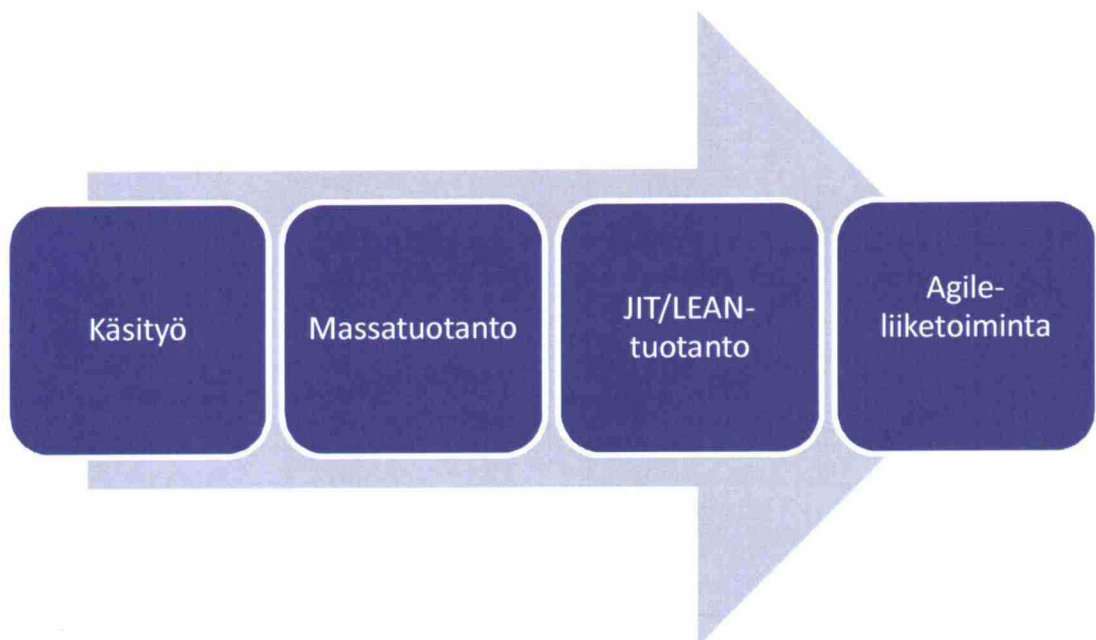 Käsityö
Massatuotanto
JIT/LEAN-
tuotanto
Agile-
liiketoiminta